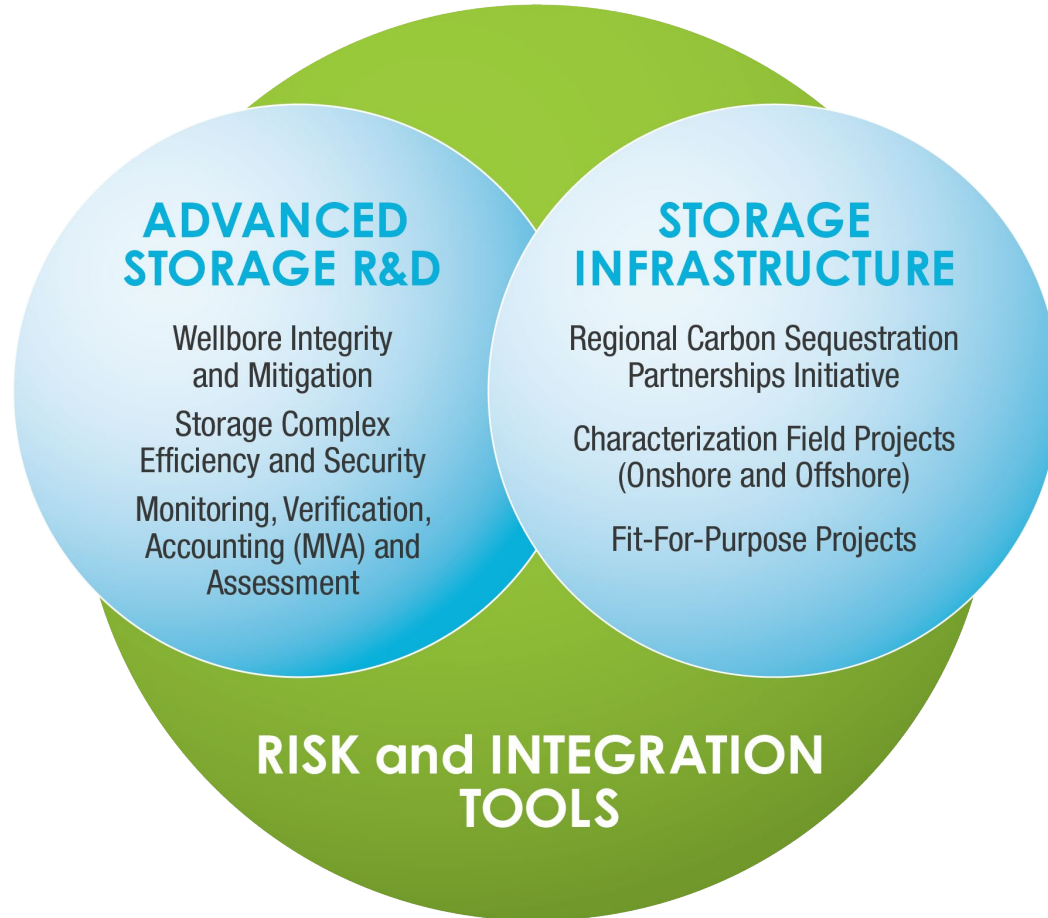 ADVANCED
STORAGE R&D
Wellbore Integrity
and Mitigation
Storage Complex
Efficiency and Security
Monitoring, Verification,
Accounting (MVA) and
Assessment
STORAGE
INFRASTRUCTURE
Regional Carbon Sequestration
Partnerships Initiative
Characterization Field Projects
(Onshore and Offshore)
Fit-For-Purpose Projects
RISK and INTEGRATION
TOOLS